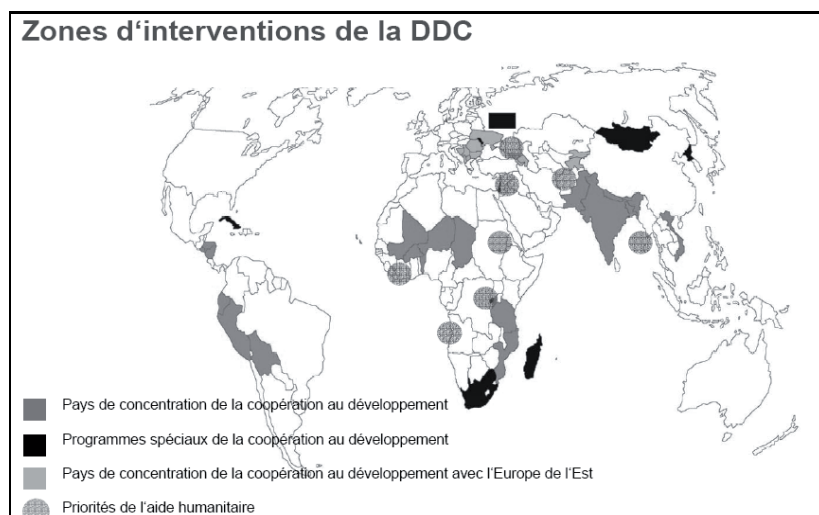 Zones d‘interventions de la DDC
Pays de concentration de la coopération au développement
Programmes spéciaux de la coopération au développement
Pays de concentration de la coopération au développement avec l‘Europe de l‘Est
Priorités de l‘aide humanitaire